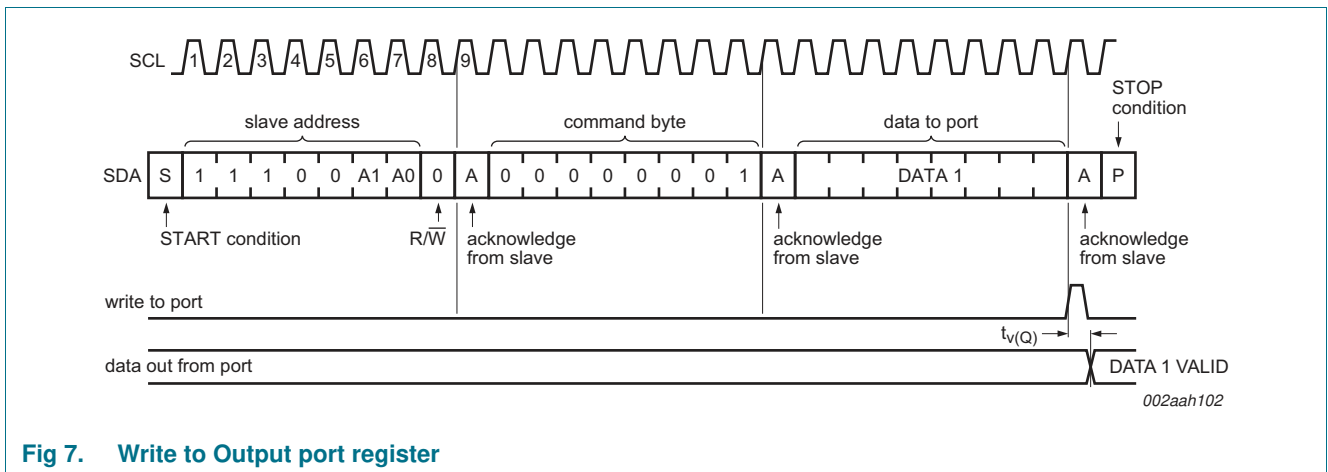 SCL 1 2 3 4 5 6 7 8 9
STOP
condition
slave address command byte data to port
SDA S 1 1 1 0 0 A1 A0 0 A 0 0 0 0 0 0 0 1 A DATA 1 A P
START condition R/W̅ acknowledge from slave acknowledge from slave acknowledge from slave
write to port
tv(Q)
data out from port DATA 1 VALID
002aah102
Fig 7. Write to Output port register